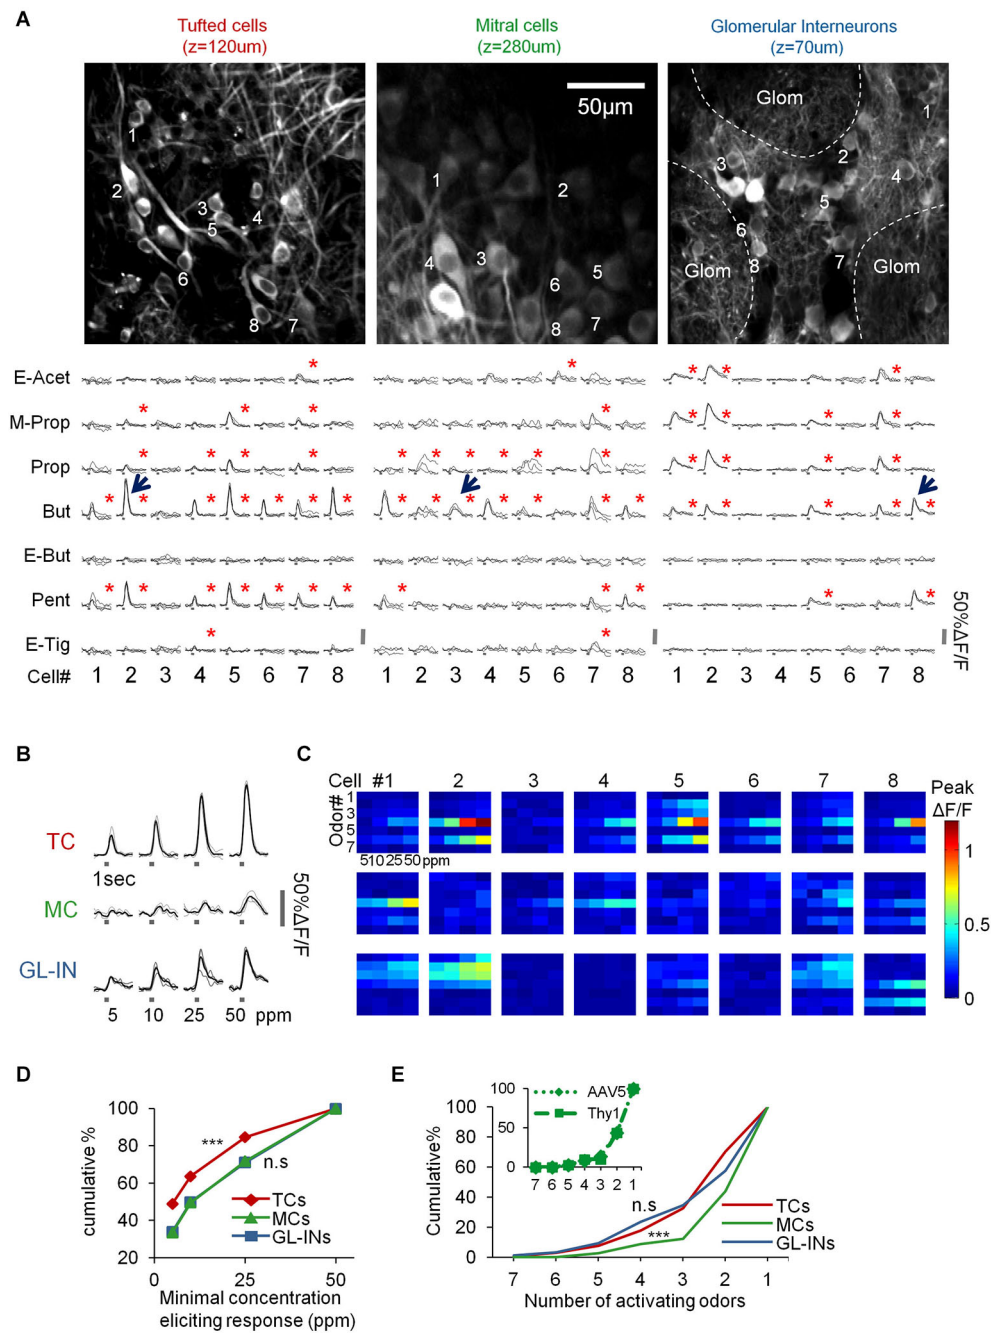 A
Tufted cells
(z=120um)
Mitral cells
(z=280um)
Glomerular Interneurons
(z=70um)
1
2
3
4
5
6
7
8
50µm
1
2
3
4
5
6
7
8
Glom
1
2
3
4
5
6
7
8
Glom
Glom
E-Acet * * * * *
M-Prop * * * * * * * *
Prop * * * * * * * * * * * * *
But * * * * * * * * * * * * * * * * * * *
E-But
Pent * * * * * * * * * * * *
E-Tig * *
50%ΔF/F
Cell# 1 2 3 4 5 6 7 8 1 2 3 4 5 6 7 8 1 2 3 4 5 6 7 8
B
TC
1sec
MC
50%ΔF/F
GL-IN
5 10 25 50 ppm
C
Cell #1 2 3 4 5 6 7 8
Odor#
1
3
5
7
510 25 50 ppm
Peak
ΔF/F
1
0.5
0
D
cumulative %
100
80
60
40
20
0 25 50
***
n.s
TCs
MCs
GL-INs
Minimal concentration
eliciting response (ppm)
E
Cumulative%
100
80
60
40
20
0
7 6 5 4 3 2 1
Number of activating odors
100
50
0
7 6 5 4 3 2 1
AAV5
Thy1
n.s
***
TCs
MCs
GL-INs